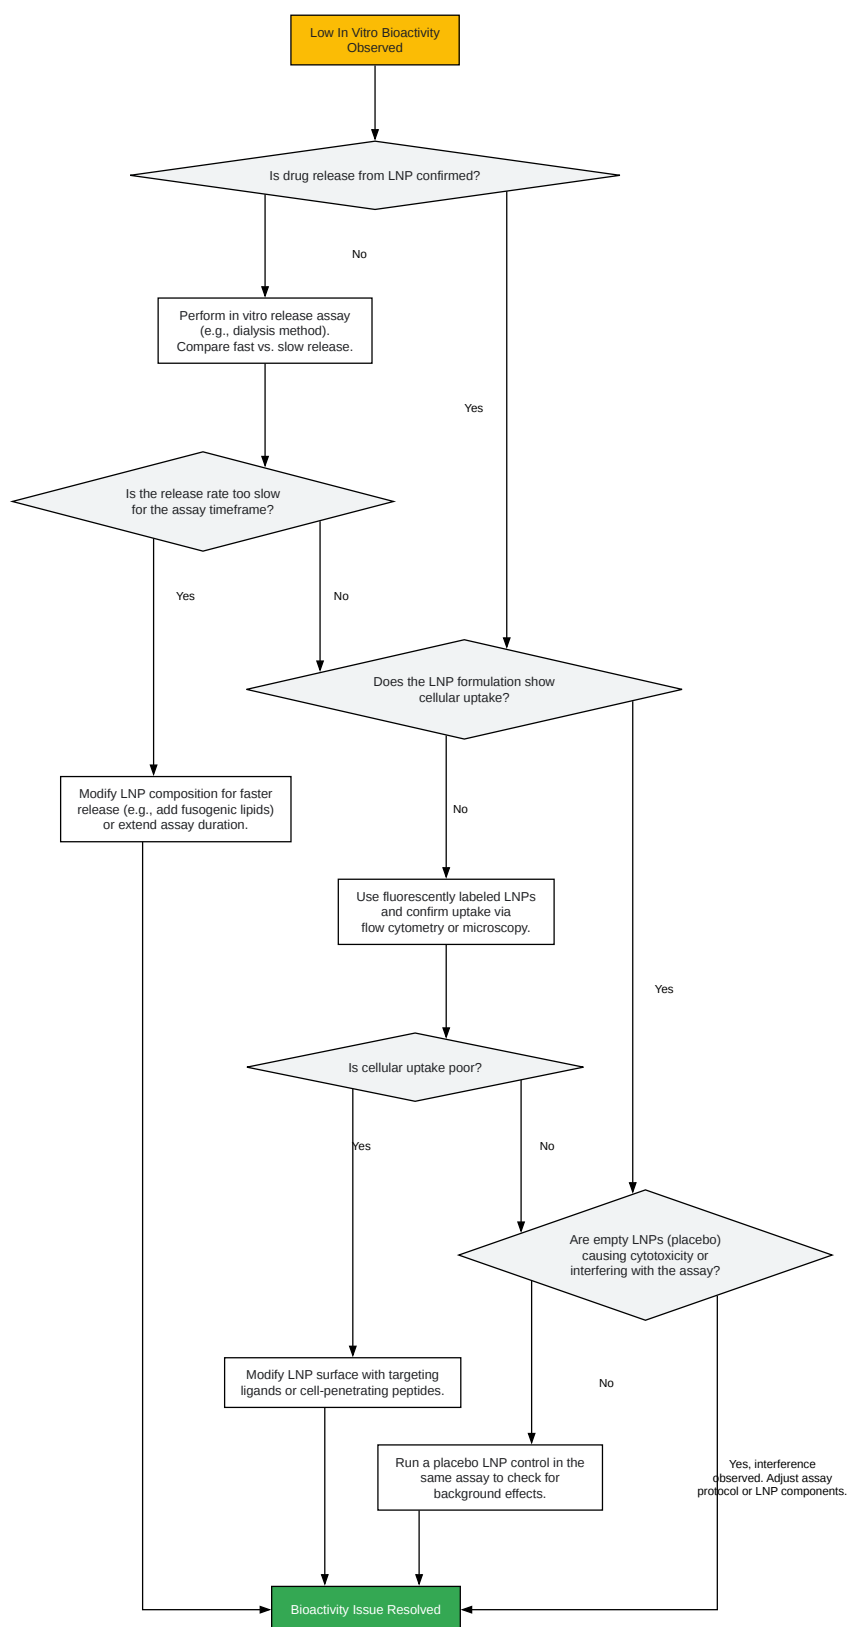 Low In Vitro Bioactivity
Observed
Is drug release from LNP confirmed?
No
Perform in vitro release assay
(e.g., dialysis method).
Compare fast vs. slow release.
Yes
Is the release rate too slow
for the assay timeframe?
Yes
No
Does the LNP formulation show
cellular uptake?
Modify LNP composition for faster
release (e.g., add fusogenic lipids)
or extend assay duration.
No
Use fluorescently labeled LNPs
and confirm uptake via
flow cytometry or microscopy.
Yes
Is cellular uptake poor?
Yes
No
Are empty LNPs (placebo)
causing cytotoxicity or
interfering with the assay?
Modify LNP surface with targeting
ligands or cell-penetrating peptides.
No
Run a placebo LNP control in the
same assay to check for
background effects.
Yes, interference
observed. Adjust assay
protocol or LNP components.
Bioactivity Issue Resolved